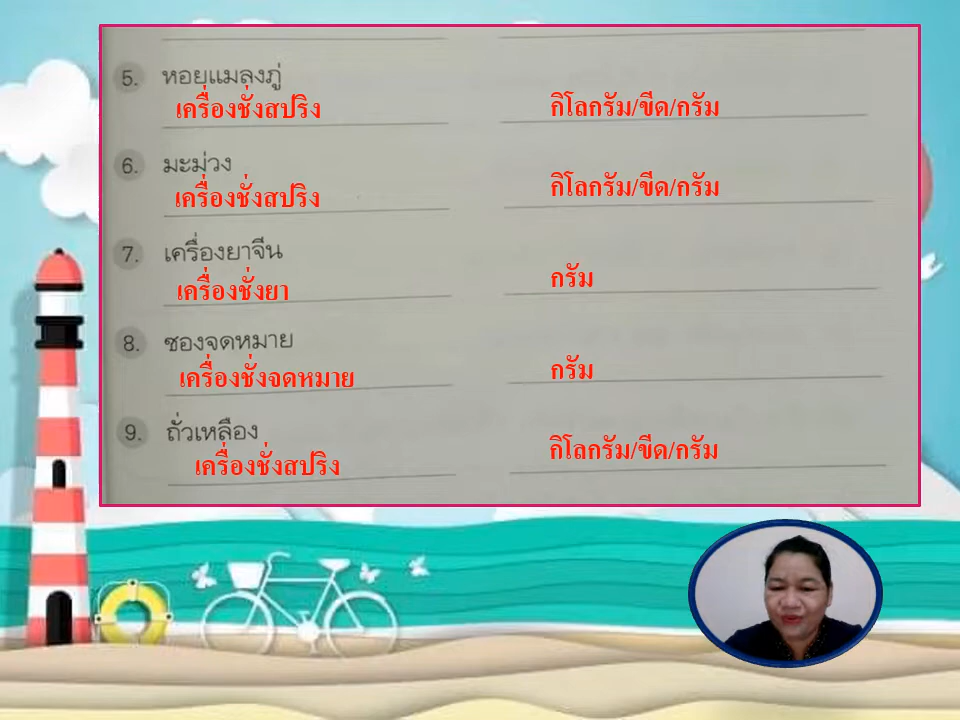 5. หอยแมลงภู่
เครื่องชั่งสปริง กิโลกรัม/ขีด/กรัม
6. มะม่วง
เครื่องชั่งสปริง กิโลกรัม/ขีด/กรัม
7. เครื่องยาจีน
เครื่องชั่งยา กรัม
8. ซองจดหมาย
เครื่องชั่งจดหมาย กรัม
9. ถั่วเหลือง
เครื่องชั่งสปริง กิโลกรัม/ขีด/กรัม